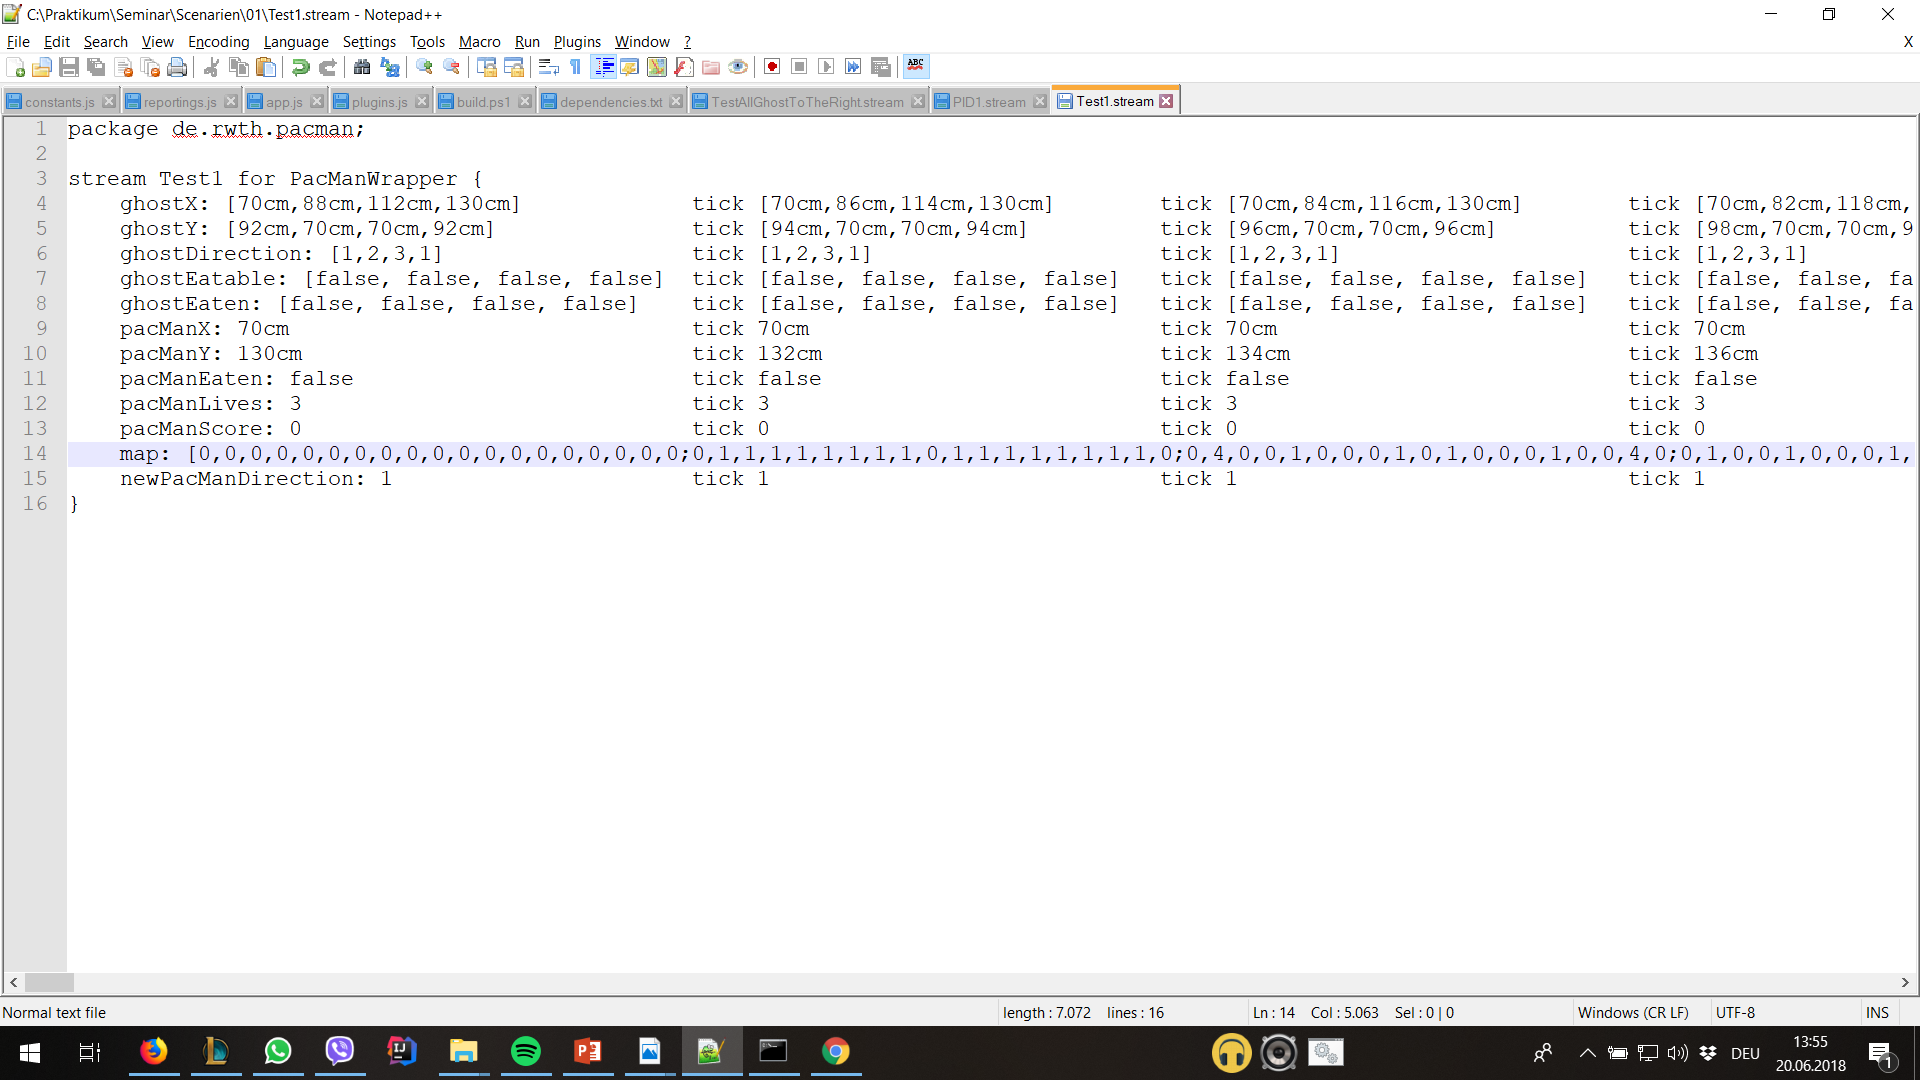 C:\Praktikum\Seminar\Scenarien\01\Test1.stream - Notepad++
File Edit Search View Encoding Language Settings Tools Macro Run Plugins Window ? X
ABC
constants.js reportings.js app.js plugins.js build.ps1 dependencies.txt TestAllGhostToTheRight.stream PID1.stream Test1.stream
1 package de.rwth.pacman;
2
3 stream Test1 for PacManWrapper {
4 ghostX: [70cm,88cm,112cm,130cm] tick [70cm,86cm,114cm,130cm] tick [70cm,84cm,116cm,130cm] tick [70cm,82cm,118cm,
5 ghostY: [92cm,70cm,70cm,92cm] tick [94cm,70cm,70cm,94cm] tick [96cm,70cm,70cm,96cm] tick [98cm,70cm,70cm,9
6 ghostDirection: [1,2,3,1] tick [1,2,3,1] tick [1,2,3,1] tick [1,2,3,1]
7 ghostEatable: [false, false, false, false] tick [false, false, false, false] tick [false, false, false, false] tick [false, false, fa
8 ghostEaten: [false, false, false, false] tick [false, false, false, false] tick [false, false, false, false] tick [false, false, fa
9 pacManX: 70cm tick 70cm tick 70cm tick 70cm
10 pacManY: 130cm tick 132cm tick 134cm tick 136cm
11 pacManEaten: false tick false tick false tick false
12 pacManLives: 3 tick 3 tick 3 tick 3
13 pacManScore: 0 tick 0 tick 0 tick 0
14 map: [0,0,0,0,0,0,0,0,0,0,0,0,0,0,0,0,0,0,0;0,1,1,1,1,1,1,1,1,0,1,1,1,1,1,1,1,1,0;0,4,0,0,1,0,0,0,1,0,1,0,0,0,1,0,0,4,0;0,1,0,0,1,0,0,0,1,
15 newPacManDirection: 1 tick 1 tick 1 tick 1
16 }
Normal text file length : 7.072 lines : 16 Ln : 14 Col : 5.063 Sel : 0 | 0 Windows (CR LF) UTF-8 INS
DEU 13:55
20.06.2018 1